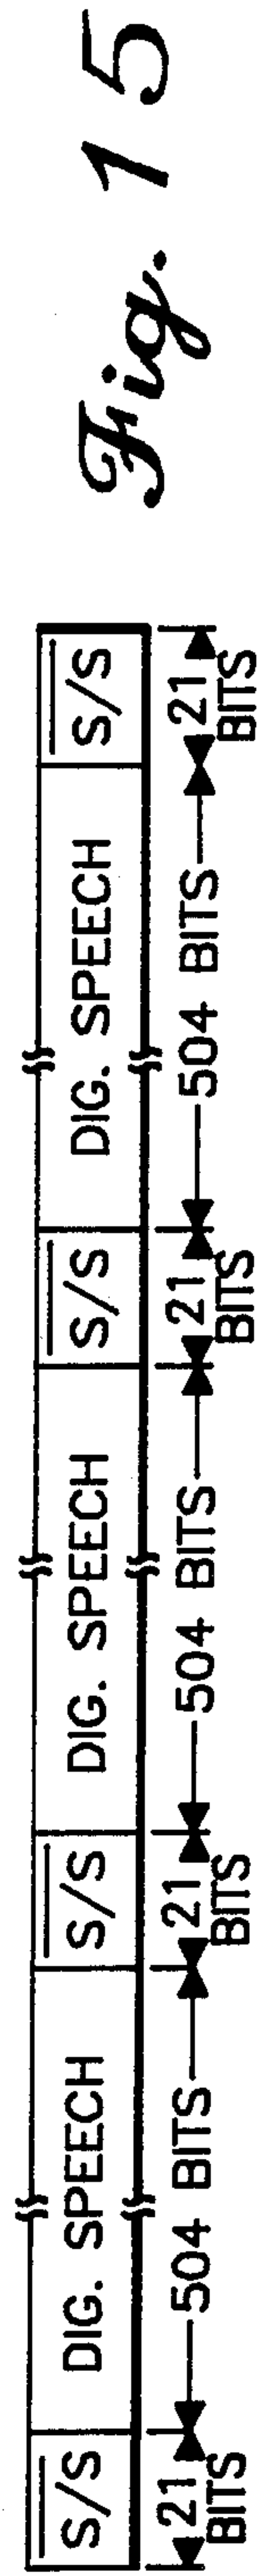 S/S DIG. SPEECH S/S DIG. SPEECH S/S DIG. SPEECH S/S
21 BITS 504 BITS 21 BITS 504 BITS 21 BITS 504 BITS 21 BITS
Fig. 15